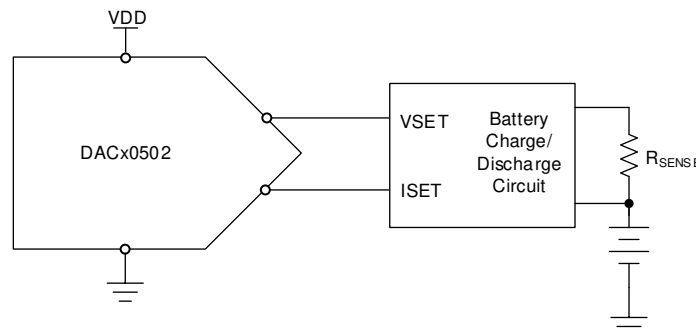 VDD
DACx0502
VSET
ISET
Battery
Charge/
Discharge
Circuit
RSENSE